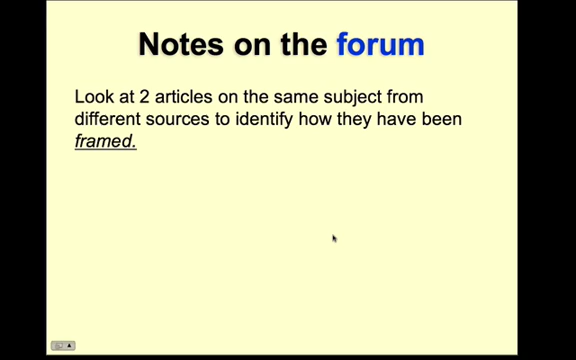 Notes on the forum
Look at 2 articles on the same subject from
different sources to identify how they have been
framed.